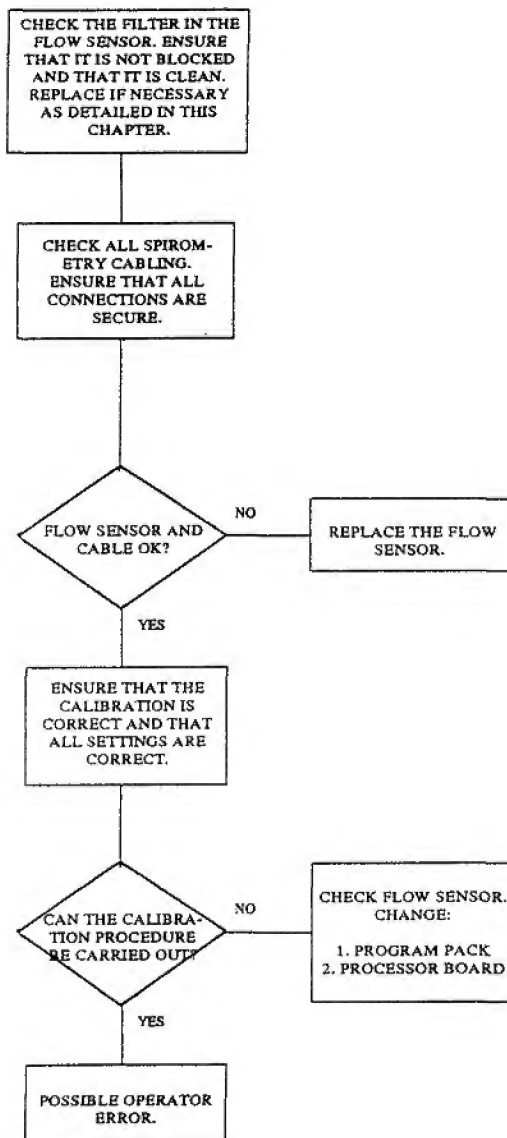 CHECK THE FILTER IN THE
FLOW SENSOR. ENSURE
THAT IT IS NOT BLOCKED
AND THAT IT IS CLEAN.
REPLACE IF NECESSARY
AS DETAILED IN THIS
CHAPTER.
CHECK ALL SPIROM-
ETRY CABLING.
ENSURE THAT ALL
CONNECTIONS ARE
SECURE.
FLOW SENSOR AND
CABLE OK?
NO
REPLACE THE FLOW
SENSOR.
YES
ENSURE THAT THE
CALIBRATION IS
CORRECT AND THAT
ALL SETTINGS ARE
CORRECT.
CAN THE CALIBRA-
TION PROCEDURE
BE CARRIED OUT?
NO
CHECK FLOW SENSOR.
CHANGE:
1. PROGRAM PACK
2. PROCESSOR BOARD
YES
POSSIBLE OPERATOR
ERROR.